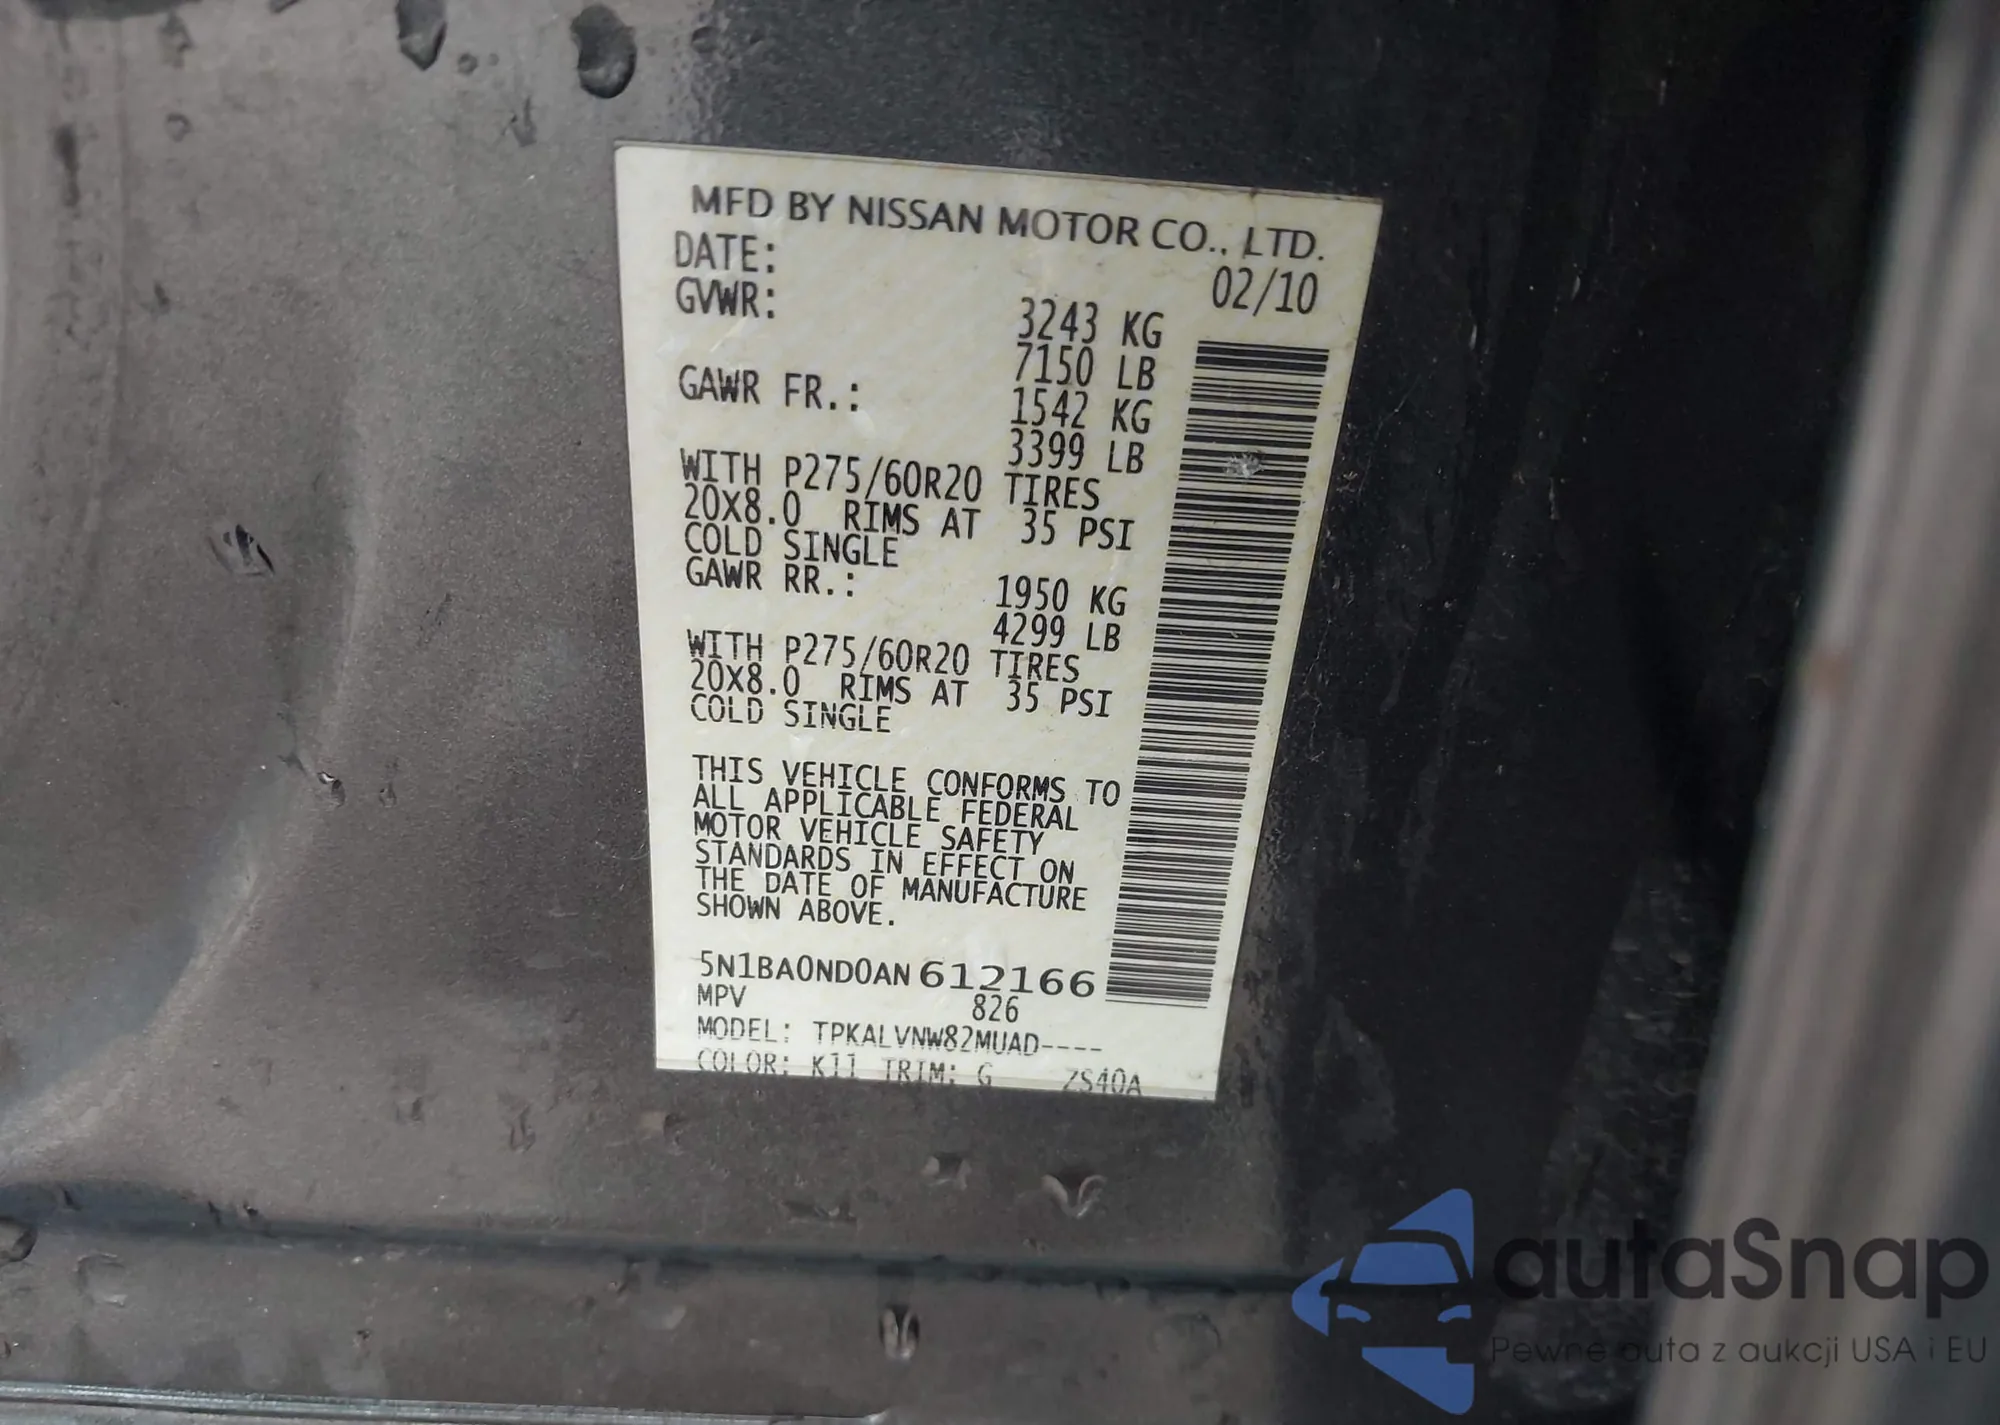 MFD BY NISSAN MOTOR CO., LTD.
DATE: 02/10
GVWR: 3243 KG
7150 LB
GAWR FR.: 1542 KG
3399 LB
WITH P275/60R20 TIRES
20X8.0 RIMS AT 35 PSI
COLD SINGLE
GAWR RR.: 1950 KG
4299 LB
WITH P275/60R20 TIRES
20X8.0 RIMS AT 35 PSI
COLD SINGLE
THIS VEHICLE CONFORMS TO
ALL APPLICABLE FEDERAL
MOTOR VEHICLE SAFETY
STANDARDS IN EFFECT ON
THE DATE OF MANUFACTURE
SHOWN ABOVE.
5N1BA0ND0AN612166
MPV 826
MODEL: TPKALVNW82MUAD----
COLOR: K11 TRIM: G ZS40A
autaSnap
Pewne auta z aukcji USA i EU